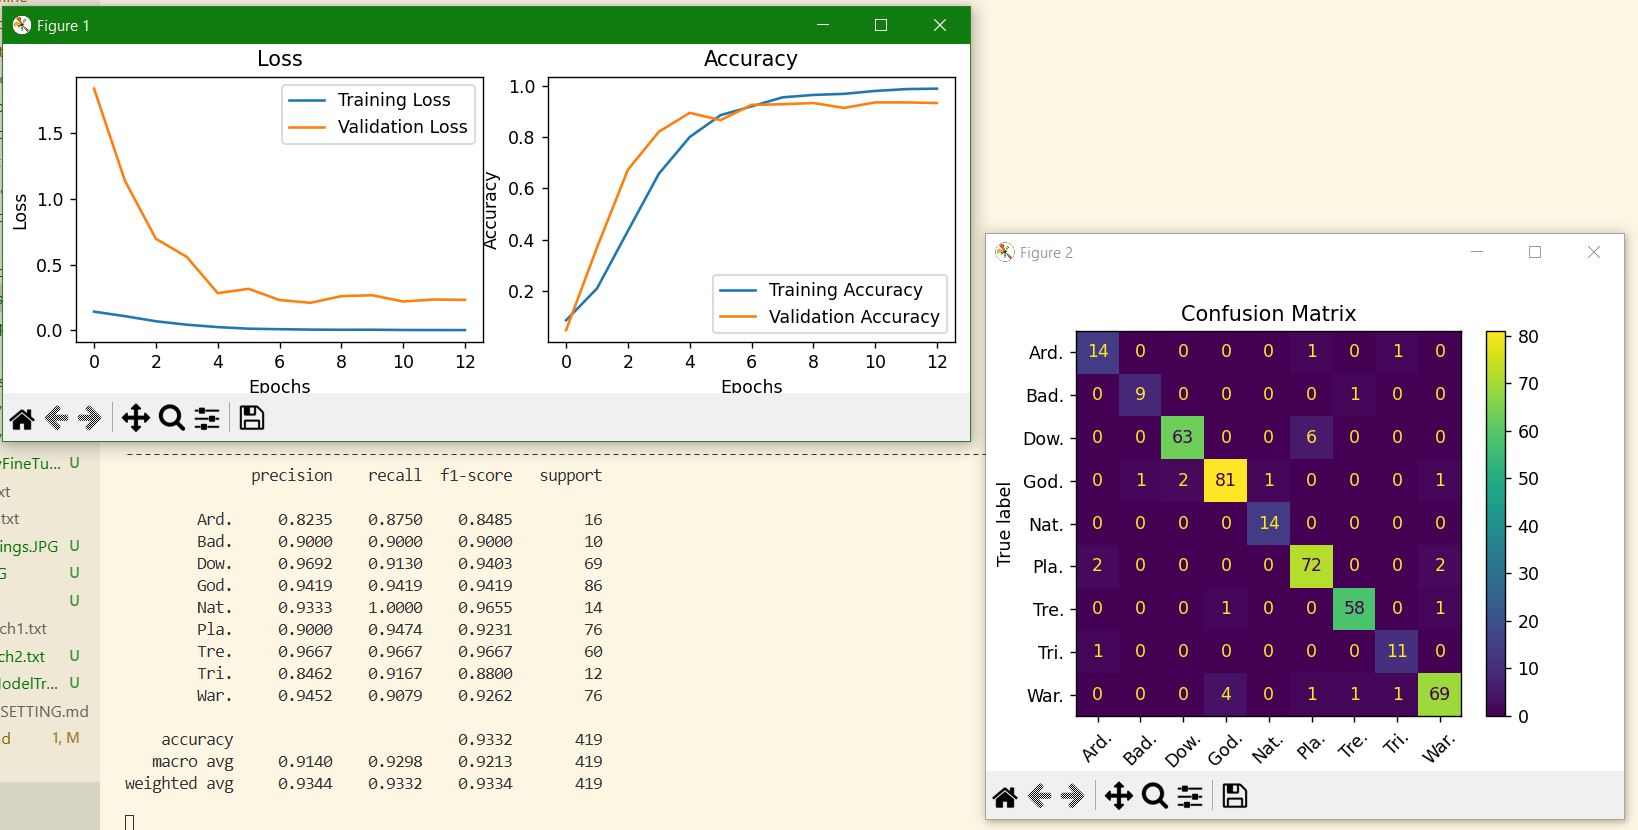 Figure 1
Loss
Training Loss
Validation Loss
1.5
1.0
0.5
0.0
Loss
0 2 4 6 8 10 12
Epochs
Accuracy
1.0
0.8
0.6
0.4
0.2
Accuracy
Training Accuracy
Validation Accuracy
0 2 4 6 8 10 12
Epochs
yFineTu... U
xt
txt
ings.JPG U
G U
U
ch1.txt
ch2.txt U
ModelTr... U
SETTING.md
d 1, M
precision recall f1-score support
Ard. 0.8235 0.8750 0.8485 16
Bad. 0.9000 0.9000 0.9000 10
Dow. 0.9692 0.9130 0.9403 69
God. 0.9419 0.9419 0.9419 86
Nat. 0.9333 1.0000 0.9655 14
Pla. 0.9000 0.9474 0.9231 76
Tre. 0.9667 0.9667 0.9667 60
Tri. 0.8462 0.9167 0.8800 12
War. 0.9452 0.9079 0.9262 76
accuracy 0.9332 419
macro avg 0.9140 0.9298 0.9213 419
weighted avg 0.9344 0.9332 0.9334 419
Figure 2
Confusion Matrix
True label
Ard. 14 0 0 0 0 1 0 1 0
Bad. 0 9 0 0 0 0 1 0 0
Dow. 0 0 63 0 0 6 0 0 0
God. 0 1 2 81 1 0 0 0 1
Nat. 0 0 0 0 14 0 0 0 0
Pla. 2 0 0 0 0 72 0 0 2
Tre. 0 0 0 1 0 0 58 0 1
Tri. 1 0 0 0 0 0 0 11 0
War. 0 0 0 4 0 1 1 1 69
Ard. Bad. Dow. God. Nat. Pla. Tre. Tri. War.
80
70
60
50
40
30
20
10
0